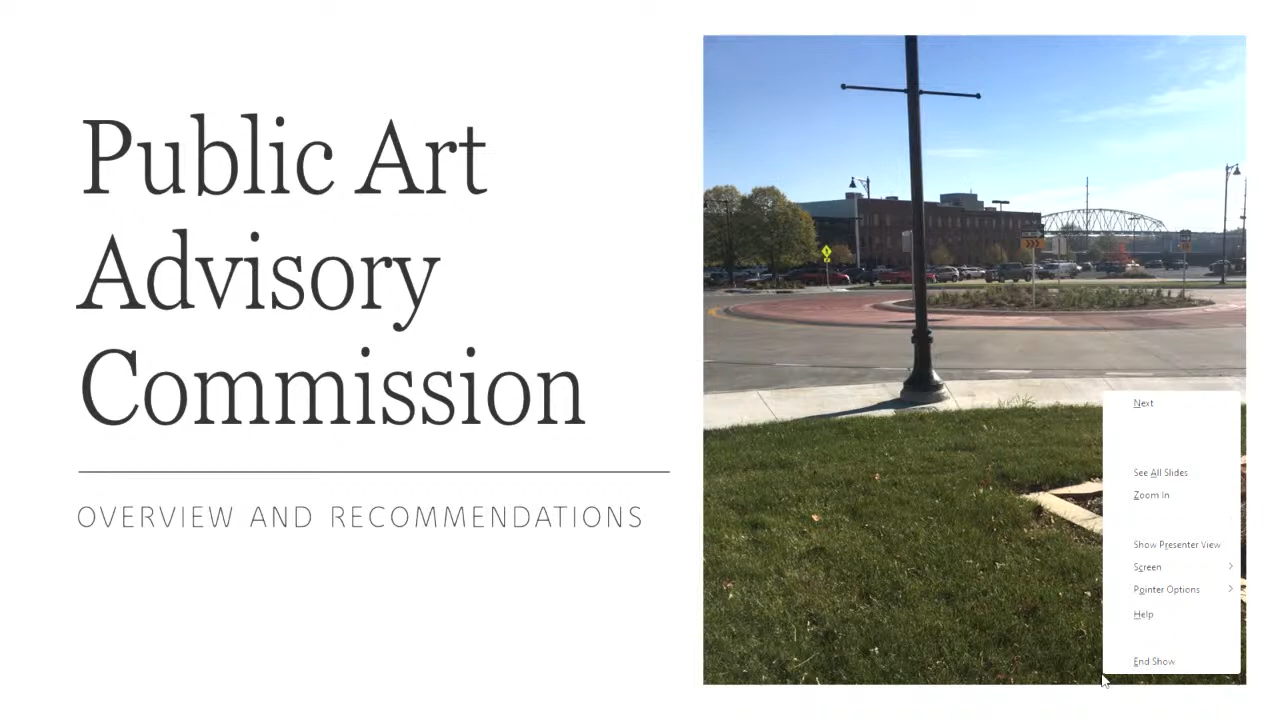 Public Art
Advisory
Commission
OVERVIEW AND RECOMMENDATIONS
Next
See All Slides
Zoom In
Show Presenter View
Screen
Pointer Options
Help
End Show